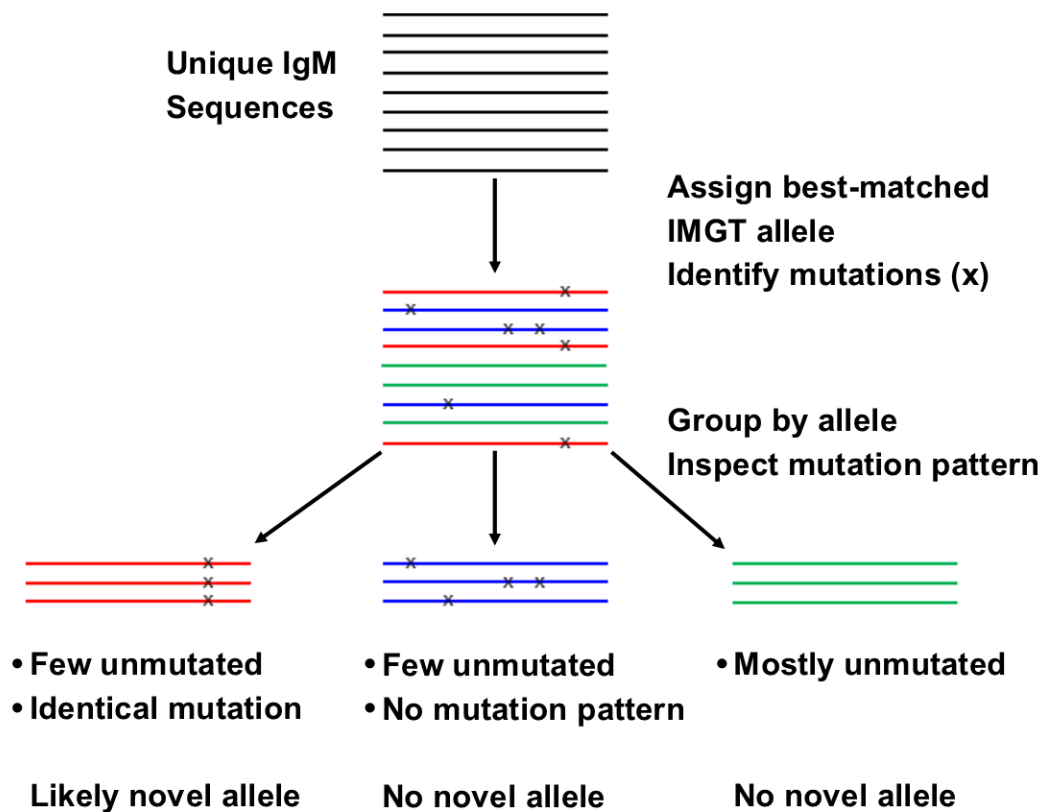 Unique IgM
Sequences
Assign best-matched
IMGT allele
Identify mutations (x)
x
x
x x
x
x
x
Group by allele
Inspect mutation pattern
x
x
x
x
x x
x
• Few unmutated
• Identical mutation
Likely novel allele
• Few unmutated
• No mutation pattern
No novel allele
• Mostly unmutated
No novel allele